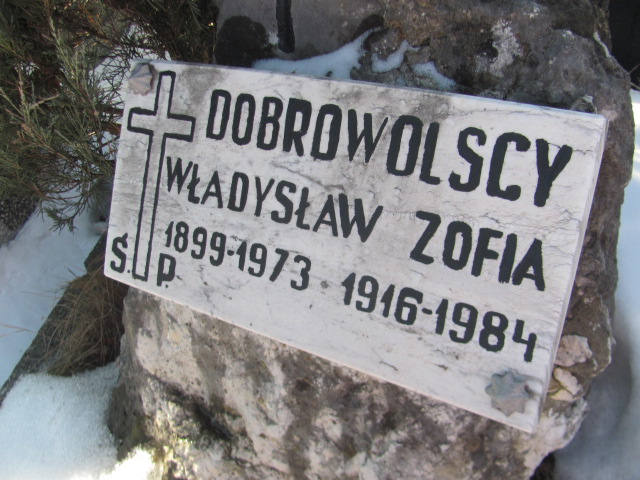 DOBROWOLSCY
WŁADYSŁAW ZOFIA
1899-1973 1916-1984
Ś.P.